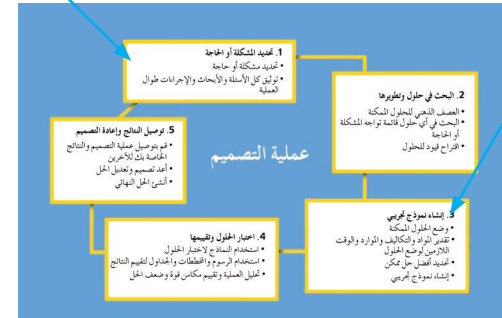 1. تحديد المشكلة أو الحاجة
• تحديد مشكلة أو حاجة
• توثيق كل الأسئلة والأبحاث والإجراءات طوال
العملية
2. البحث في حلول وتطويرها
• العصف الذهني للحلول الممكنة
• البحث في أي حلول قائمة تواجه المشكلة
أو الحاجة
• اقتراح قيود للحلول
3. إنشاء نموذج تجريبي
• وضع الحلول الممكنة
• تقدير المواد والتكاليف والموارد والوقت
اللازمين لوضع الحلول
• تحديد أفضل حل ممكن
• إنشاء نموذج تجريبي
4. اختبار الحلول وتقييمها
• استخدام النماذج لاختبار الحلول
• استخدام الرسوم والمخططات والجداول لتقييم النتائج
• تحليل العملية وتقييم مكامن قوة وضعف الحل
5. توصيل النتائج وإعادة التصميم
• قم بتوصيل عملية التصميم والنتائج
الخاصة بك للآخرين
• أعد تصميم وتعديل الحل
• أنشئ الحل النهائي
عملية التصميم